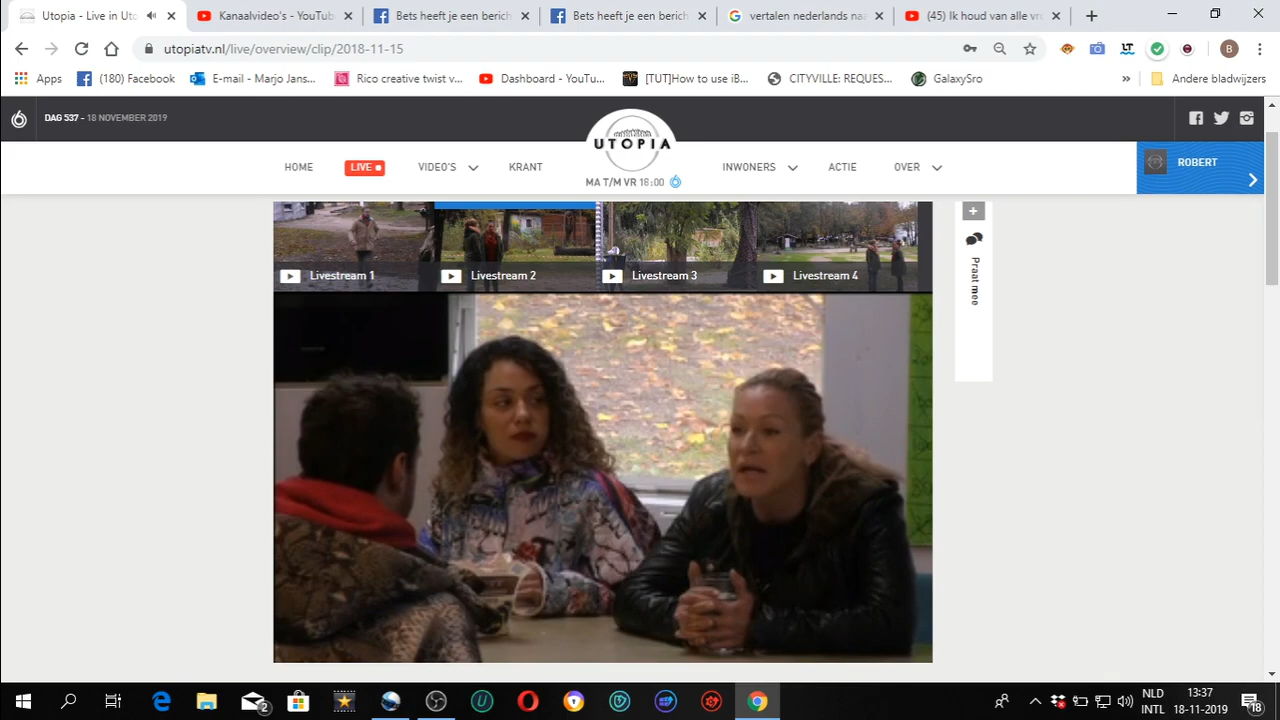 Utopia - Live in Uto
Kanaalvideo's - YouTub
Bets heeft je een berich
Bets heeft je een berich
vertalen nederlands naa
(45) Ik houd van alle vr
utopiatv.nl/live/overview/clip/2018-11-15
B
Apps
(180) Facebook
E-mail - Marjo Jans...
Rico creative twist v...
Dashboard - YouTu...
[TUT]How to use iB...
CITYVILLE: REQUES...
GalaxySro
»
Andere bladwijzers
DAG 537 - 18 NOVEMBER 2019
UTOPIA
HOME
LIVE
VIDEO'S
KRANT
MA T/M VR 18:00
INWONERS
ACTIE
OVER
ROBERT
Livestream 1
Livestream 2
Livestream 3
Livestream 4
Praat mee
2
NLD
INTL
13:37
18-11-2019
18